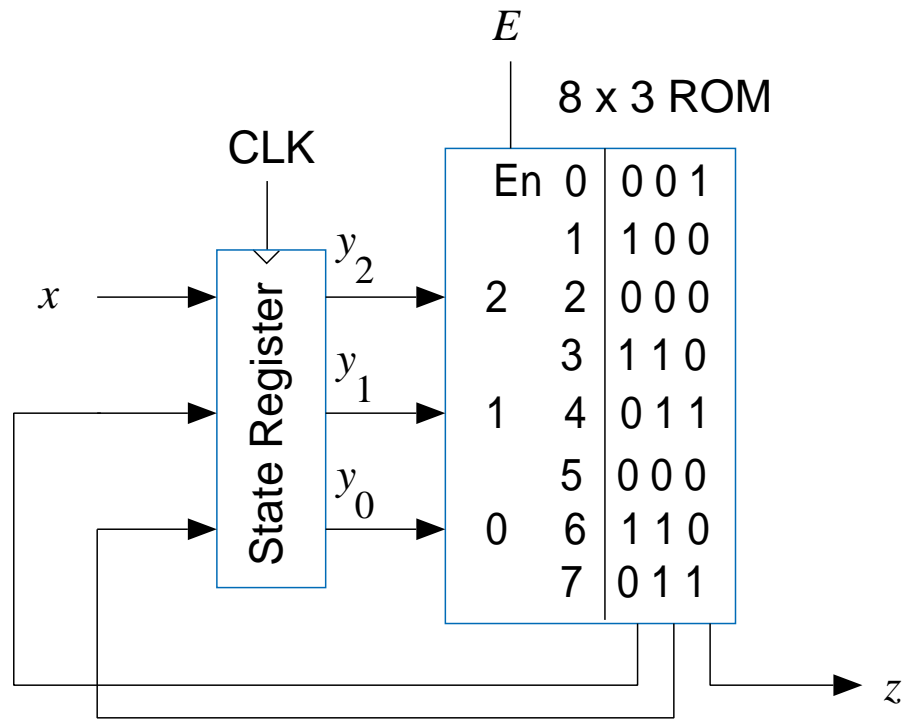 E
8 x 3 ROM
CLK
En 0 0 0 1
1 1 0 0
y2
x
2 2 0 0 0
State Register
3 1 1 0
y1
1 4 0 1 1
5 0 0 0
y0
0 6 1 1 0
7 0 1 1
z